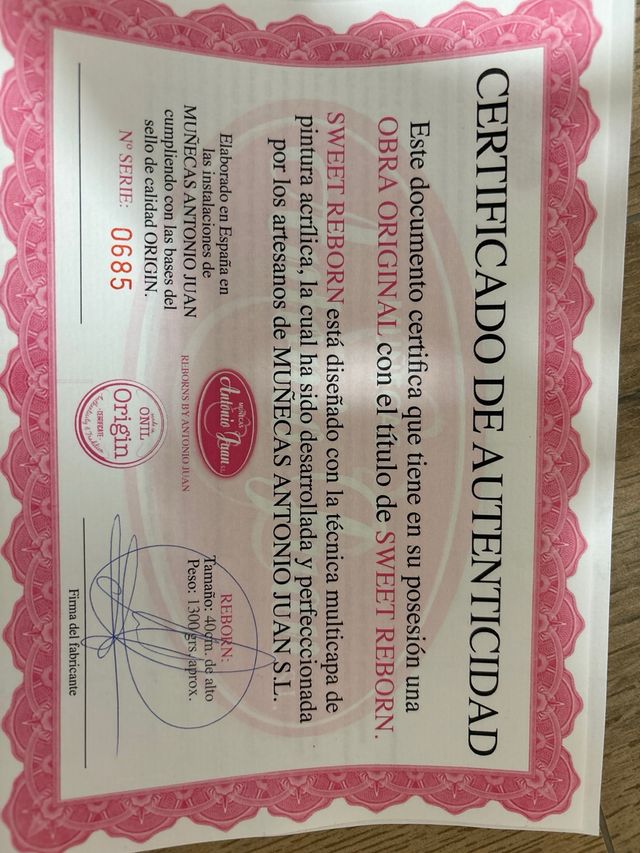 CERTIFICADO DE AUTENTICIDAD
Este documento certifica que tiene en su posesión una
OBRA ORIGINAL con el título de SWEET REBORN.
SWEET REBORN está diseñado con la técnica multicapa de
pintura acrílica, la cual ha sido desarrollada y perfeccionada
por los artesanos de MUÑECAS ANTONIO JUAN S.L.
Elaborado en España en
las instalaciones de
MUÑECAS ANTONIO JUAN
cumpliendo con las bases del
sello de calidad ORIGIN.
Nº SERIE: 0685
MUÑECAS
Antonio Juan
REBORNS BY ANTONIO JUAN
made in
ONIL
Origin
REBORN:
Tamaño: 40cm. de alto
Peso: 1300grs. aprox.
Firma del fabricante